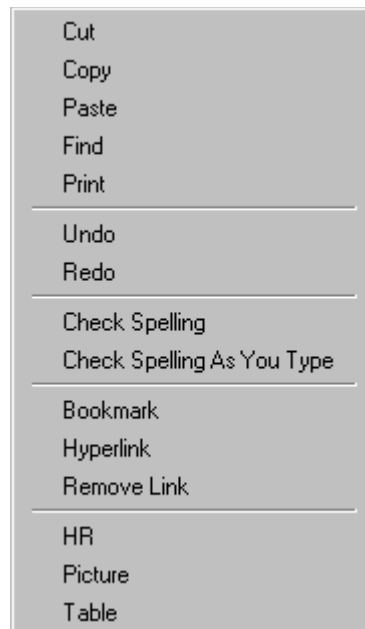 Cut
Copy
Paste
Find
Print
Undo
Redo
Check Spelling
Check Spelling As You Type
Bookmark
Hyperlink
Remove Link
HR
Picture
Table